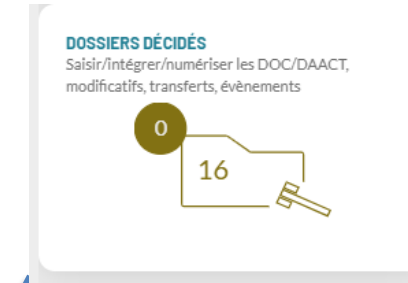 DOSSIERS DÉCIDÉS
Saisir/intégrer/numériser les DOC/DAACT,
modificatifs, transferts, évènements
0
16